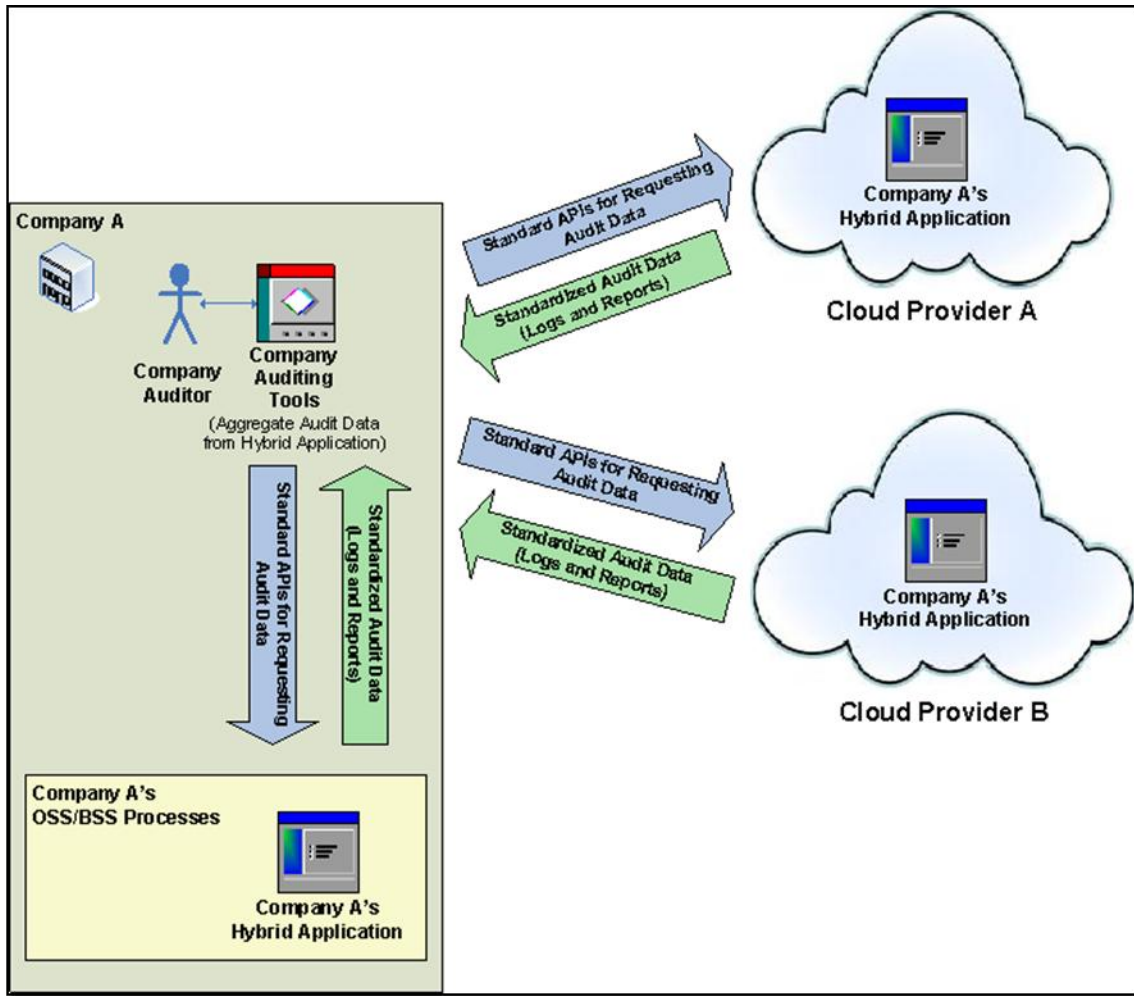 Company A
Company
Auditor
Company
Auditing
Tools
(Aggregate Audit Data
from Hybrid Application)
Standard APIs for Requesting
Audit Data
Standardized Audit Data
(Logs and Reports)
Company A's
OSS/BSS Processes
Company A's
Hybrid Application
Standard APIs for Requesting
Audit Data
Standardized Audit Data
(Logs and Reports)
Company A's
Hybrid Application
Cloud Provider A
Standard APIs for Requesting
Audit Data
Standardized Audit Data
(Logs and Reports)
Company A's
Hybrid Application
Cloud Provider B